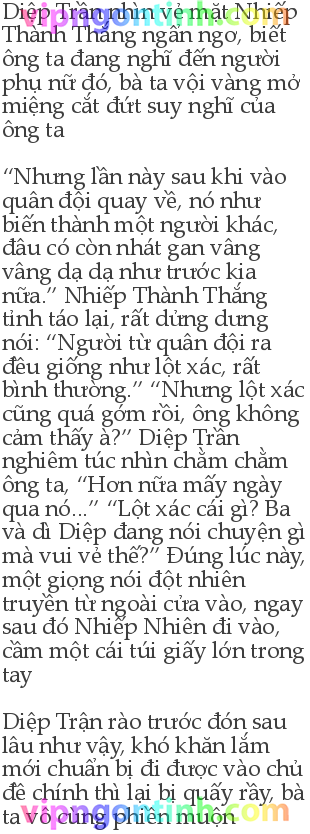 Diệp Trần nhìn vẻ mặt Nhiếp
vipngontinh.com
Thành Thắng ngẩn ngơ, biết
ông ta đang nghĩ đến người
phụ nữ đó, bà ta vội vàng mở
miệng cắt đứt suy nghĩ của
ông ta
“Nhưng lần này sau khi vào
quân đội quay về, nó như
biến thành một người khác,
đâu có còn nhát gan vâng
vâng dạ dạ như trước kia
nữa.” Nhiếp Thành Thắng
tỉnh táo lại, rất dửng dưng
nói: “Người từ quân đội ra
đều giống như lột xác, rất
bình thường.” “Nhưng lột xác
cũng quá gớm rồi, ông không
cảm thấy à?” Diệp Trần
nghiêm túc nhìn chằm chằm
ông ta, “Hơn nữa mấy ngày
qua nó...” “Lột xác cái gì? Ba
và dì Diệp đang nói chuyện gì
mà vui vẻ thế?” Đúng lúc này,
một giọng nói đột nhiên
truyền từ ngoài cửa vào, ngay
sau đó Nhiếp Nhiên đi vào,
cầm một cái túi giấy lớn trong
tay
Diệp Trận rào trước đón sau
lâu như vậy, khó khăn lắm
mới chuẩn bị đi được vào chủ
đề chính thì lại bị quấy rầy, bà
ta vô cùng phiền muộn
vipngontinh.com